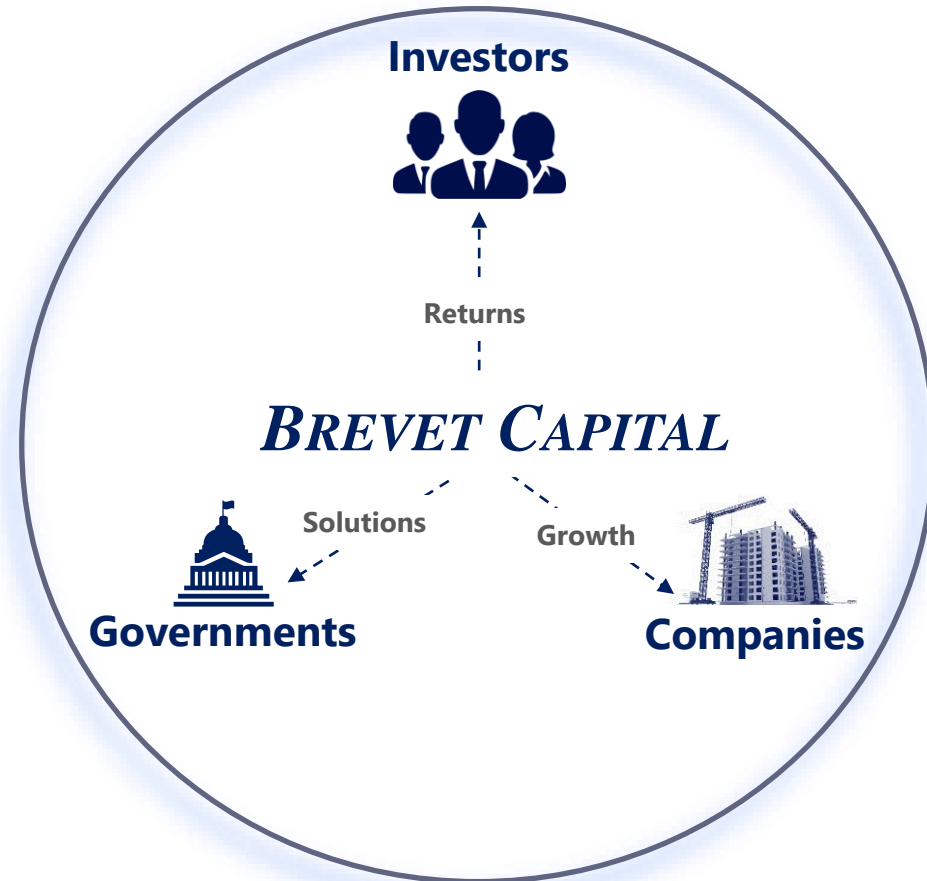 Investors
Returns
BREVET CAPITAL
Solutions
Growth
Governments
Companies